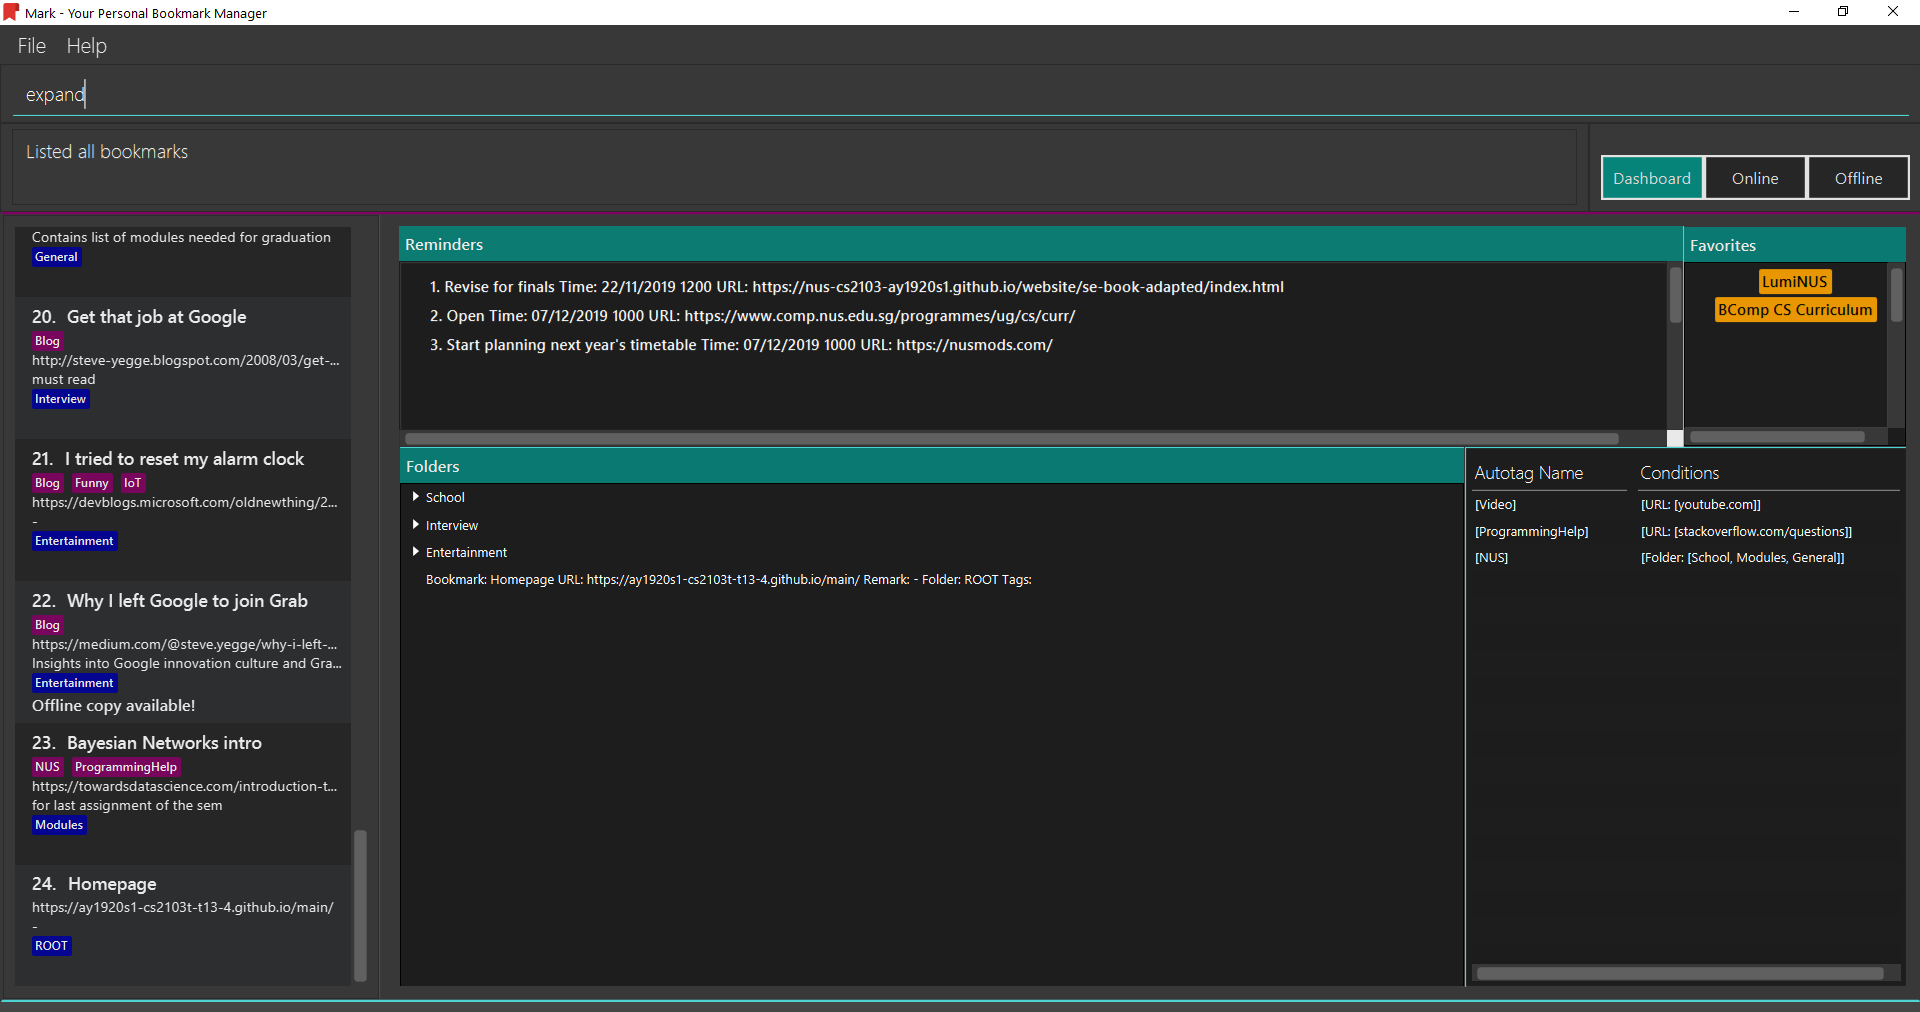 Mark - Your Personal Bookmark Manager
File Help
expand
Listed all bookmarks
Dashboard Online Offline
Contains list of modules needed for graduation
General
20. Get that job at Google
Blog
http://steve-yegge.blogspot.com/2008/03/get-...
must read
Interview
21. I tried to reset my alarm clock
Blog Funny IoT
https://devblogs.microsoft.com/oldnewthing/2...
-
Entertainment
22. Why I left Google to join Grab
Blog
https://medium.com/@steve.yegge/why-i-left-...
Insights into Google innovation culture and Gra...
Entertainment
Offline copy available!
23. Bayesian Networks intro
NUS ProgrammingHelp
https://towardsdatascience.com/introduction-t...
for last assignment of the sem
Modules
24. Homepage
https://ay1920s1-cs2103t-t13-4.github.io/main/
-
ROOT
Reminders
1. Revise for finals Time: 22/11/2019 1200 URL: https://nus-cs2103-ay1920s1.github.io/website/se-book-adapted/index.html
2. Open Time: 07/12/2019 1000 URL: https://www.comp.nus.edu.sg/programmes/ug/cs/curr/
3. Start planning next year's timetable Time: 07/12/2019 1000 URL: https://nusmods.com/
Favorites
LumiNUS
BComp CS Curriculum
Folders
School
Interview
Entertainment
Bookmark: Homepage URL: https://ay1920s1-cs2103t-t13-4.github.io/main/ Remark: - Folder: ROOT Tags:
Autotag Name Conditions
[Video] [URL: [youtube.com]]
[ProgrammingHelp] [URL: [stackoverflow.com/questions]]
[NUS] [Folder: [School, Modules, General]]